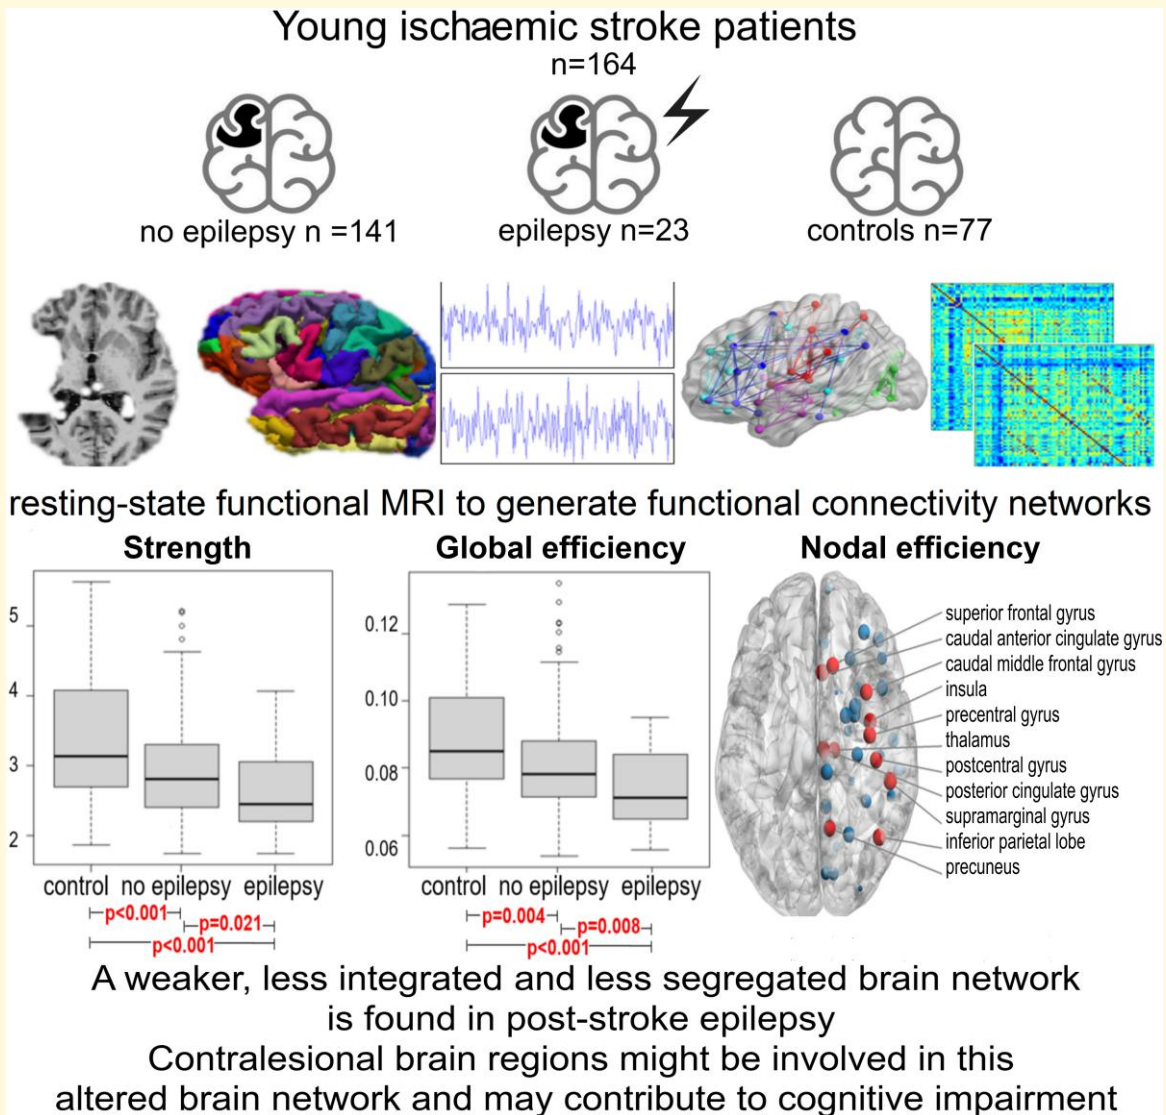 Young ischaemic stroke patients
n=164
no epilepsy n =141
epilepsy n=23
controls n=77
resting-state functional MRI to generate functional connectivity networks
Strength
5
4
3
2
control no epilepsy epilepsy
p<0.001
p=0.021
p<0.001
Global efficiency
0.12
0.10
0.08
0.06
control no epilepsy epilepsy
p=0.004
p=0.008
p<0.001
Nodal efficiency
superior frontal gyrus
caudal anterior cingulate gyrus
caudal middle frontal gyrus
insula
precentral gyrus
thalamus
postcentral gyrus
posterior cingulate gyrus
supramarginal gyrus
inferior parietal lobe
precuneus
A weaker, less integrated and less segregated brain network
is found in post-stroke epilepsy
Contralesional brain regions might be involved in this
altered brain network and may contribute to cognitive impairment